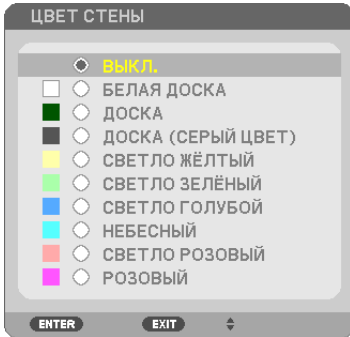 ЦВЕТ СТЕНЫ
ВЫКЛ.
БЕЛАЯ ДОСКА
ДОСКА
ДОСКА (СЕРЫЙ ЦВЕТ)
СВЕТЛО ЖЁЛТЫЙ
СВЕТЛО ЗЕЛЁНЫЙ
СВЕТЛО ГОЛУБОЙ
НЕБЕСНЫЙ
СВЕТЛО РОЗОВЫЙ
РОЗОВЫЙ
ENTER EXIT